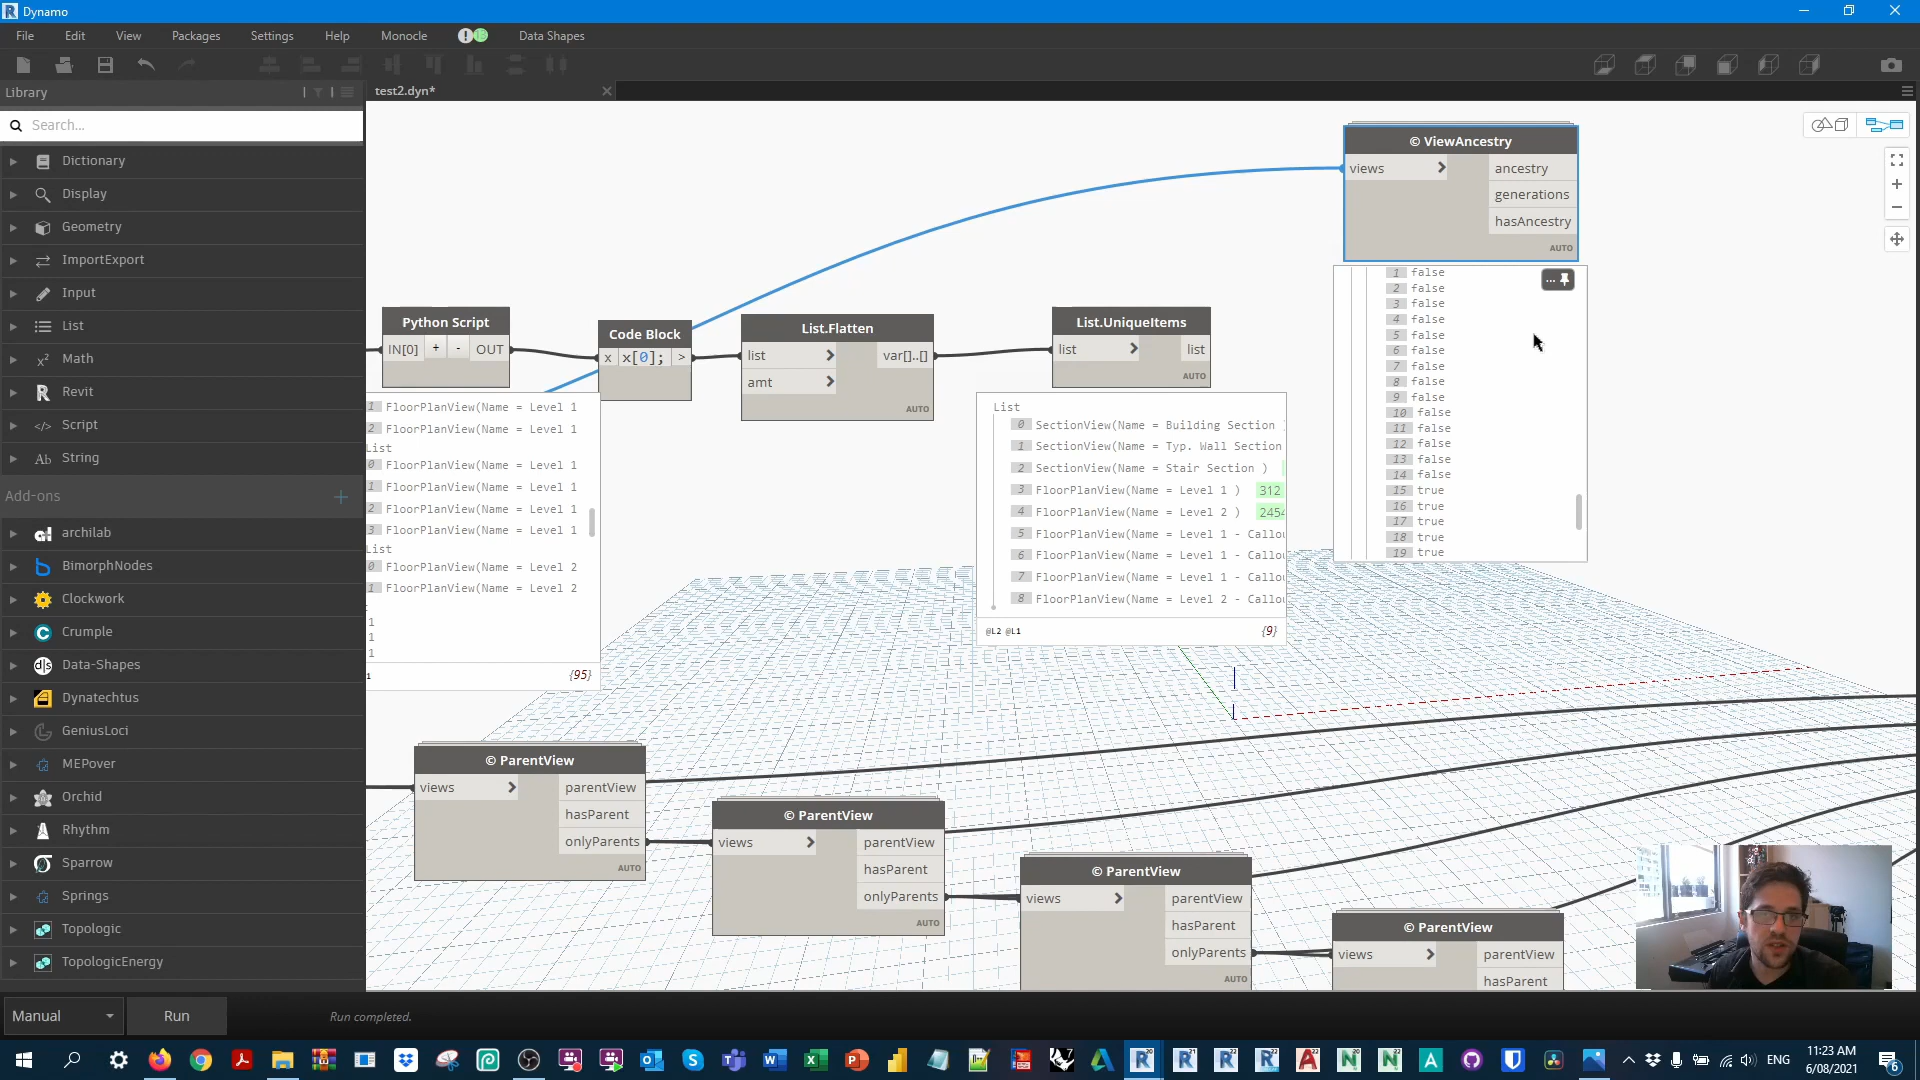 Dynamo
File Edit View Packages Settings Help Monocle Data Shapes
Library
test2.dyn*
Search...
Dictionary
Display
Geometry
ImportExport
Input
List
Math
Revit
Script
String
Add-ons
archilab
BimorphNodes
Clockwork
Crumple
Data-Shapes
Dynatechtus
GeniusLoci
MEPover
Orchid
Rhythm
Sparrow
Springs
Topologic
TopologicEnergy
© ViewAncestry
views > ancestry
generations
hasAncestry
AUTO
1 false
2 false
3 false
4 false
5 false
6 false
7 false
8 false
9 false
10 false
11 false
12 false
13 false
14 false
15 true
16 true
17 true
18 true
19 true
Python Script
IN[0] + - OUT
Code Block
x x[0]; >
List.Flatten
list > var[]..[]
amt >
AUTO
List.UniqueItems
list > list
AUTO
1 FloorPlanView(Name = Level 1
2 FloorPlanView(Name = Level 1
List
0 FloorPlanView(Name = Level 1
1 FloorPlanView(Name = Level 1
2 FloorPlanView(Name = Level 1
3 FloorPlanView(Name = Level 1
List
0 FloorPlanView(Name = Level 2
1 FloorPlanView(Name = Level 2
1
1
1
1 {95}
List
0 SectionView(Name = Building Section
1 SectionView(Name = Typ. Wall Section
2 SectionView(Name = Stair Section )
3 FloorPlanView(Name = Level 1 ) 312
4 FloorPlanView(Name = Level 2 ) 2454
5 FloorPlanView(Name = Level 1 - Callou
6 FloorPlanView(Name = Level 1 - Callou
7 FloorPlanView(Name = Level 1 - Callou
8 FloorPlanView(Name = Level 2 - Callou
@L2 @L1 {9}
© ParentView
views > parentView
hasParent
onlyParents
AUTO
© ParentView
views > parentView
hasParent
onlyParents
AUTO
© ParentView
views > parentView
hasParent
onlyParents
AUTO
© ParentView
views > parentView
hasParent
Manual Run Run completed.
ENG
11:23 AM
6/08/2021